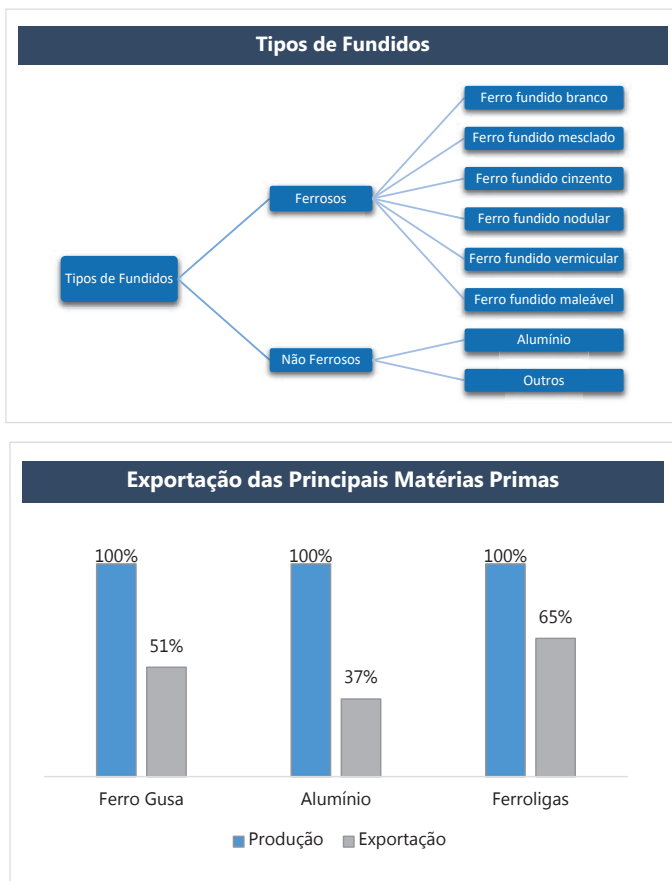 Tipos de Fundidos
Ferro fundido branco
Ferro fundido mesclado
Ferro fundido cinzento
Ferrosos
Ferro fundido nodular
Ferro fundido vermicular
Tipos de Fundidos
Ferro fundido maleável
Alumínio
Não Ferrosos
Outros
Exportação das Principais Matérias Primas
100% 100% 100%
65%
51%
37%
Ferro Gusa Alumínio Ferroligas
Produção Exportação